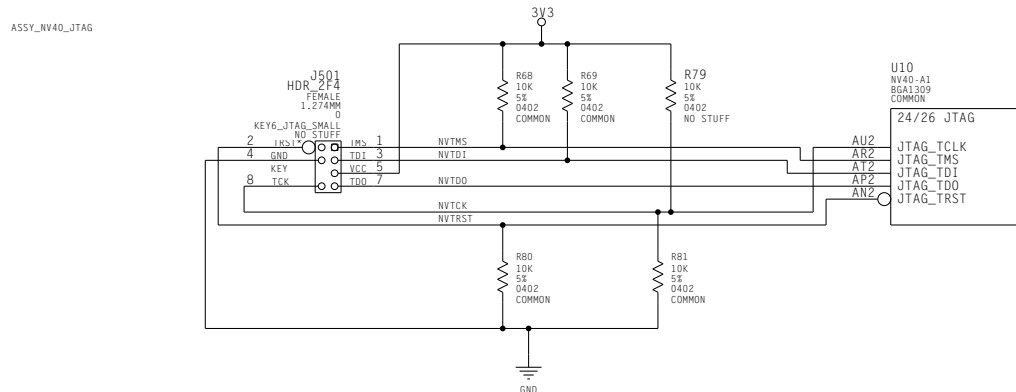 ASSY_NV40_JTAG
3V3
J501
HDR_2F4
FEMALE
1.274MM
0
KEY6_JTAG_SMALL
NO STUFF
R68
10K
5%
0402
COMMON
R69
10K
5%
0402
COMMON
R79
10K
5%
0402
NO STUFF
U10
NV40-A1
BGA1309
COMMON
24/26 JTAG
2 TRST* TMS 1 NVTMS
4 GND TDI 3 NVTDI
KEY VCC 5
8 TCK TDO 7 NVTDO
NVTCK
NVTRST
AU2 JTAG_TCLK
AR2 JTAG_TMS
AT2 JTAG_TDI
AP2 JTAG_TDO
AN2 JTAG_TRST
R80
10K
5%
0402
COMMON
R81
10K
5%
0402
COMMON
GND